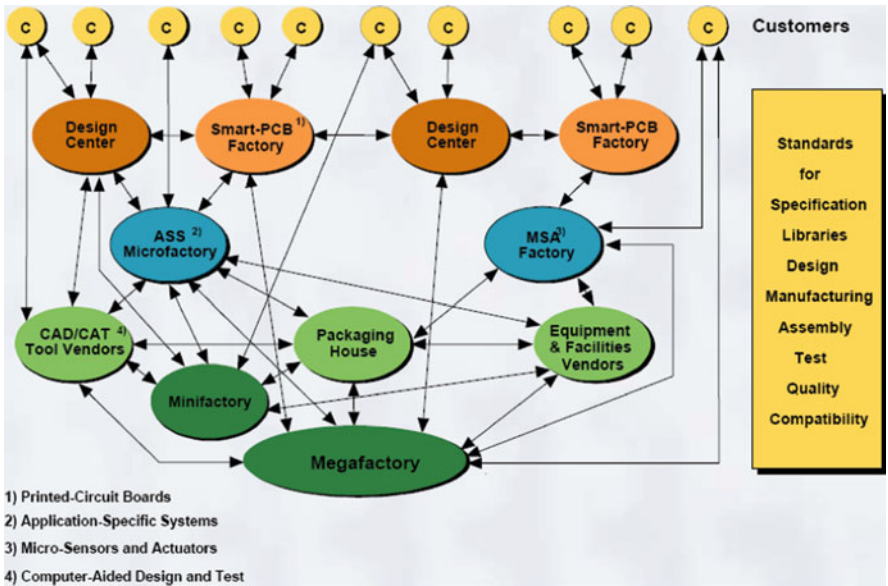 C C C C C C C C C C Customers
Design
Center
Smart-PCB 1)
Factory
Design
Center
Smart-PCB
Factory
ASS 2)
Microfactory
MSA 3)
Factory
CAD/CAT 4)
Tool Vendors
Packaging
House
Equipment
& Facilities
Vendors
Minifactory
Megafactory
Standards
for
Specification
Libraries
Design
Manufacturing
Assembly
Test
Quality
Compatibility
1) Printed-Circuit Boards
2) Application-Specific Systems
3) Micro-Sensors and Actuators
4) Computer-Aided Design and Test